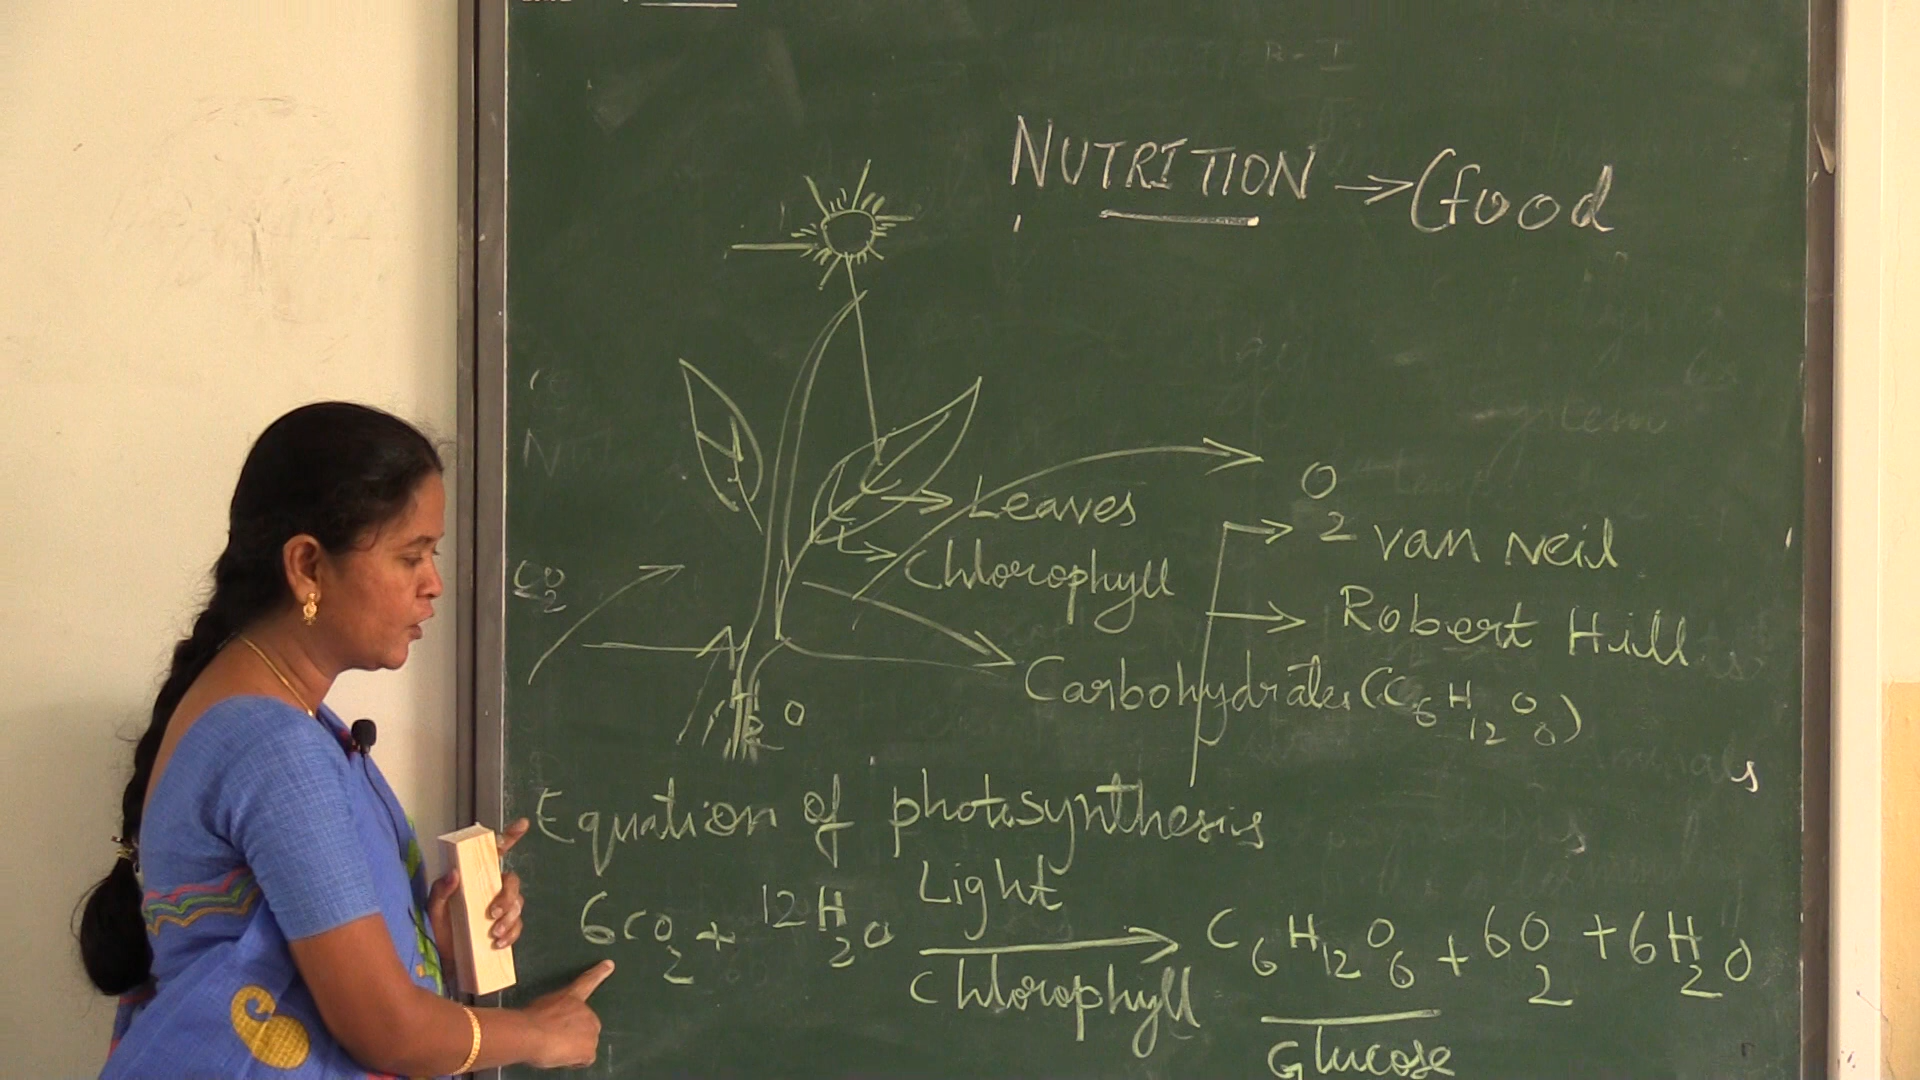 NUTRITION → Food
O2
Leaves
van Neil
Chlorophyll
CO2
Robert Hill
Carbohydrates (C6H12O6)
H2O
Equation of photosynthesis
Light
6CO2 + 12H2O → C6H12O6 + 6O2 + 6H2O
Chlorophyll
Glucose